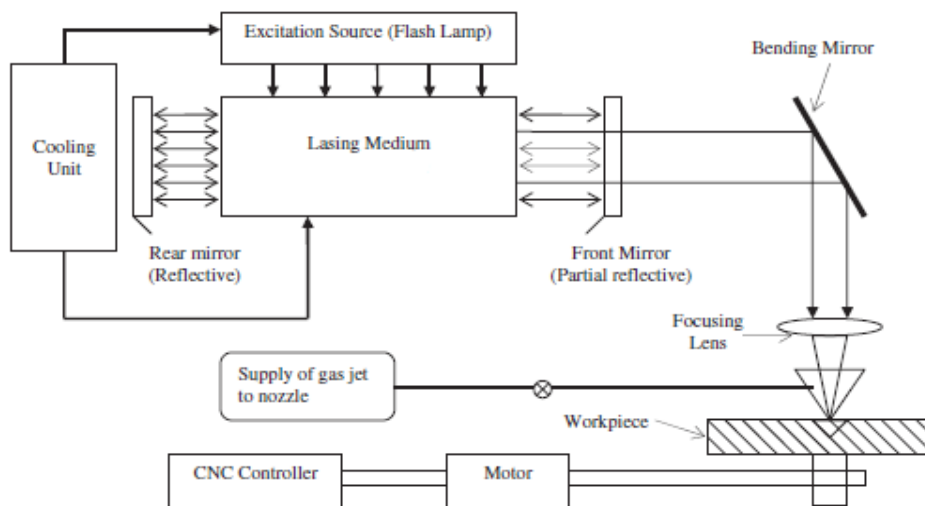 Excitation Source (Flash Lamp)
Bending Mirror
Cooling
Unit
Lasing Medium
Rear mirror
(Reflective)
Front Mirror
(Partial reflective)
Focusing
Lens
Supply of gas jet
to nozzle
Workpiece
CNC Controller
Motor